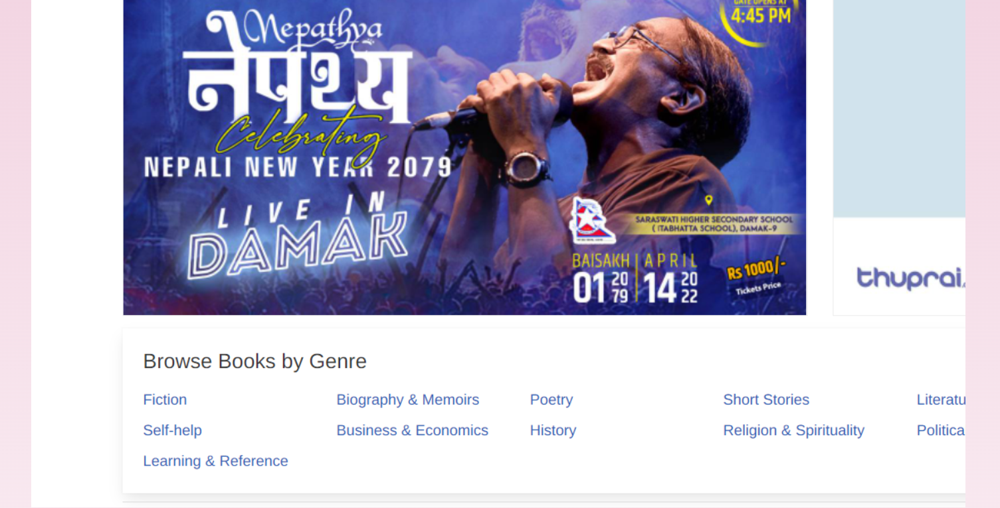 GATE OPENS AT
4:45 PM
Nepathya
नेपथ्य
Celebrating
NEPALI NEW YEAR 2079
LIVE IN
DAMAK
SARASWATI HIGHER SECONDARY SCHOOL
( ITABHATTA SCHOOL), DAMAK-9
BAISAKH | APRIL
01 2079 | 14 2022
Rs 1000/-
Tickets Price
thuprai
Browse Books by Genre
Fiction Biography & Memoirs Poetry Short Stories Literatu
Self-help Business & Economics History Religion & Spirituality Politica
Learning & Reference